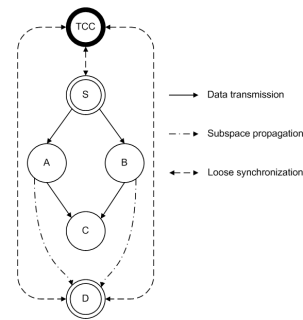 TCC
S
Data transmission
Subspace propagation
A
B
Loose synchronization
C
D